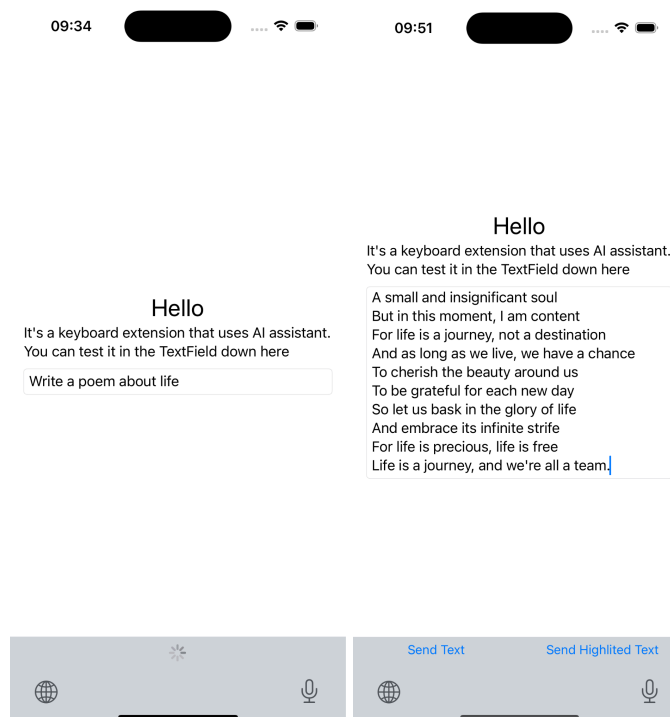 09:34
Hello
It's a keyboard extension that uses AI assistant.
You can test it in the TextField down here
Write a poem about life
09:51
Hello
It's a keyboard extension that uses AI assistant.
You can test it in the TextField down here
A small and insignificant soul
But in this moment, I am content
For life is a journey, not a destination
And as long as we live, we have a chance
To cherish the beauty around us
To be grateful for each new day
So let us bask in the glory of life
And embrace its infinite strife
For life is precious, life is free
Life is a journey, and we're all a team.
Send Text
Send Highlited Text